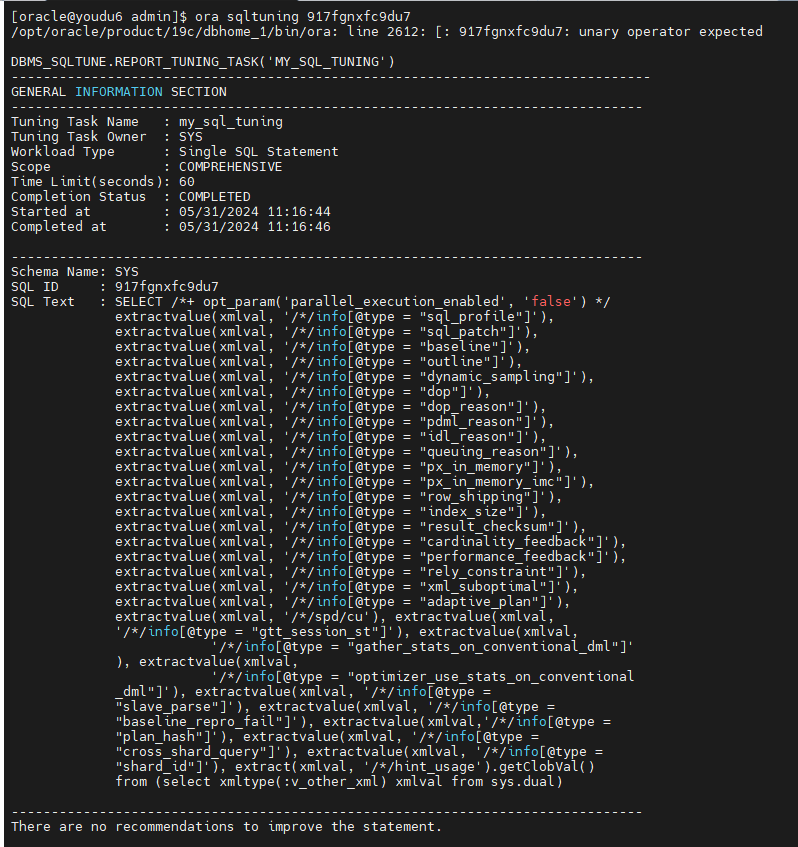 [oracle@youdu6 admin]$ ora sqltuning 917fgnxfc9du7
/opt/oracle/product/19c/dbhome_1/bin/ora: line 2612: [: 917fgnxfc9du7: unary operator expected
DBMS_SQLTUNE.REPORT_TUNING_TASK('MY_SQL_TUNING')
--------------------------------------------------------------------------------
GENERAL INFORMATION SECTION
-------------------------------------------------------------------------------
Tuning Task Name   : my_sql_tuning
Tuning Task Owner  : SYS
Workload Type      : Single SQL Statement
Scope              : COMPREHENSIVE
Time Limit(seconds): 60
Completion Status  : COMPLETED
Started at         : 05/31/2024 11:16:44
Completed at       : 05/31/2024 11:16:46
-------------------------------------------------------------------------------
Schema Name: SYS
SQL ID     : 917fgnxfc9du7
SQL Text   : SELECT /*+ opt_param('parallel_execution_enabled', 'false') */
             extractvalue(xmlval, '/*/info[@type = "sql_profile"]'),
             extractvalue(xmlval, '/*/info[@type = "sql_patch"]'),
             extractvalue(xmlval, '/*/info[@type = "baseline"]'),
             extractvalue(xmlval, '/*/info[@type = "outline"]'),
             extractvalue(xmlval, '/*/info[@type = "dynamic_sampling"]'),
             extractvalue(xmlval, '/*/info[@type = "dop"]'),
             extractvalue(xmlval, '/*/info[@type = "dop_reason"]'),
             extractvalue(xmlval, '/*/info[@type = "pdml_reason"]'),
             extractvalue(xmlval, '/*/info[@type = "idl_reason"]'),
             extractvalue(xmlval, '/*/info[@type = "queuing_reason"]'),
             extractvalue(xmlval, '/*/info[@type = "px_in_memory"]'),
             extractvalue(xmlval, '/*/info[@type = "px_in_memory_imc"]'),
             extractvalue(xmlval, '/*/info[@type = "row_shipping"]'),
             extractvalue(xmlval, '/*/info[@type = "index_size"]'),
             extractvalue(xmlval, '/*/info[@type = "result_checksum"]'),
             extractvalue(xmlval, '/*/info[@type = "cardinality_feedback"]'),
             extractvalue(xmlval, '/*/info[@type = "performance_feedback"]'),
             extractvalue(xmlval, '/*/info[@type = "rely_constraint"]'),
             extractvalue(xmlval, '/*/info[@type = "xml_suboptimal"]'),
             extractvalue(xmlval, '/*/info[@type = "adaptive_plan"]'),
             extractvalue(xmlval, '/*/spd/cu'), extractvalue(xmlval,
             '/*/info[@type = "gtt_session_st"]'), extractvalue(xmlval,
                         '/*/info[@type = "gather_stats_on_conventional_dml"]'
             ), extractvalue(xmlval,
                         '/*/info[@type = "optimizer_use_stats_on_conventional
             _dml"]'), extractvalue(xmlval, '/*/info[@type =
             "slave_parse"]'), extractvalue(xmlval, '/*/info[@type =
             "baseline_repro_fail"]'), extractvalue(xmlval,'/*/info[@type =
             "plan_hash"]'), extractvalue(xmlval, '/*/info[@type =
             "cross_shard_query"]'), extractvalue(xmlval, '/*/info[@type =
             "shard_id"]'), extract(xmlval, '/*/hint_usage').getClobVal()
             from (select xmltype(:v_other_xml) xmlval from sys.dual)
-------------------------------------------------------------------------------
There are no recommendations to improve the statement.